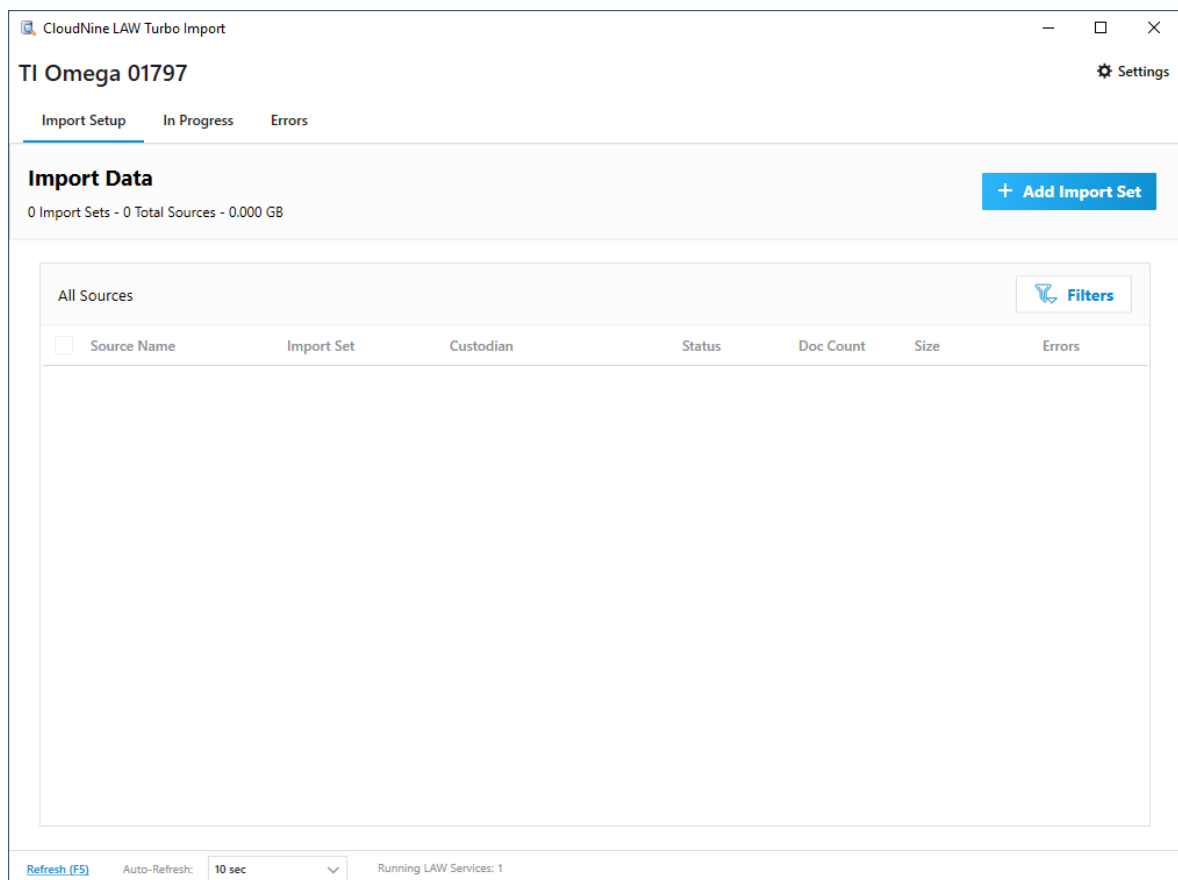 CloudNine LAW Turbo Import
TI Omega 01797
Settings
Import Setup In Progress Errors
Import Data
0 Import Sets - 0 Total Sources - 0.000 GB
+ Add Import Set
All Sources
Filters
Source Name Import Set Custodian Status Doc Count Size Errors
Refresh (F5) Auto-Refresh: 10 sec Running LAW Services: 1